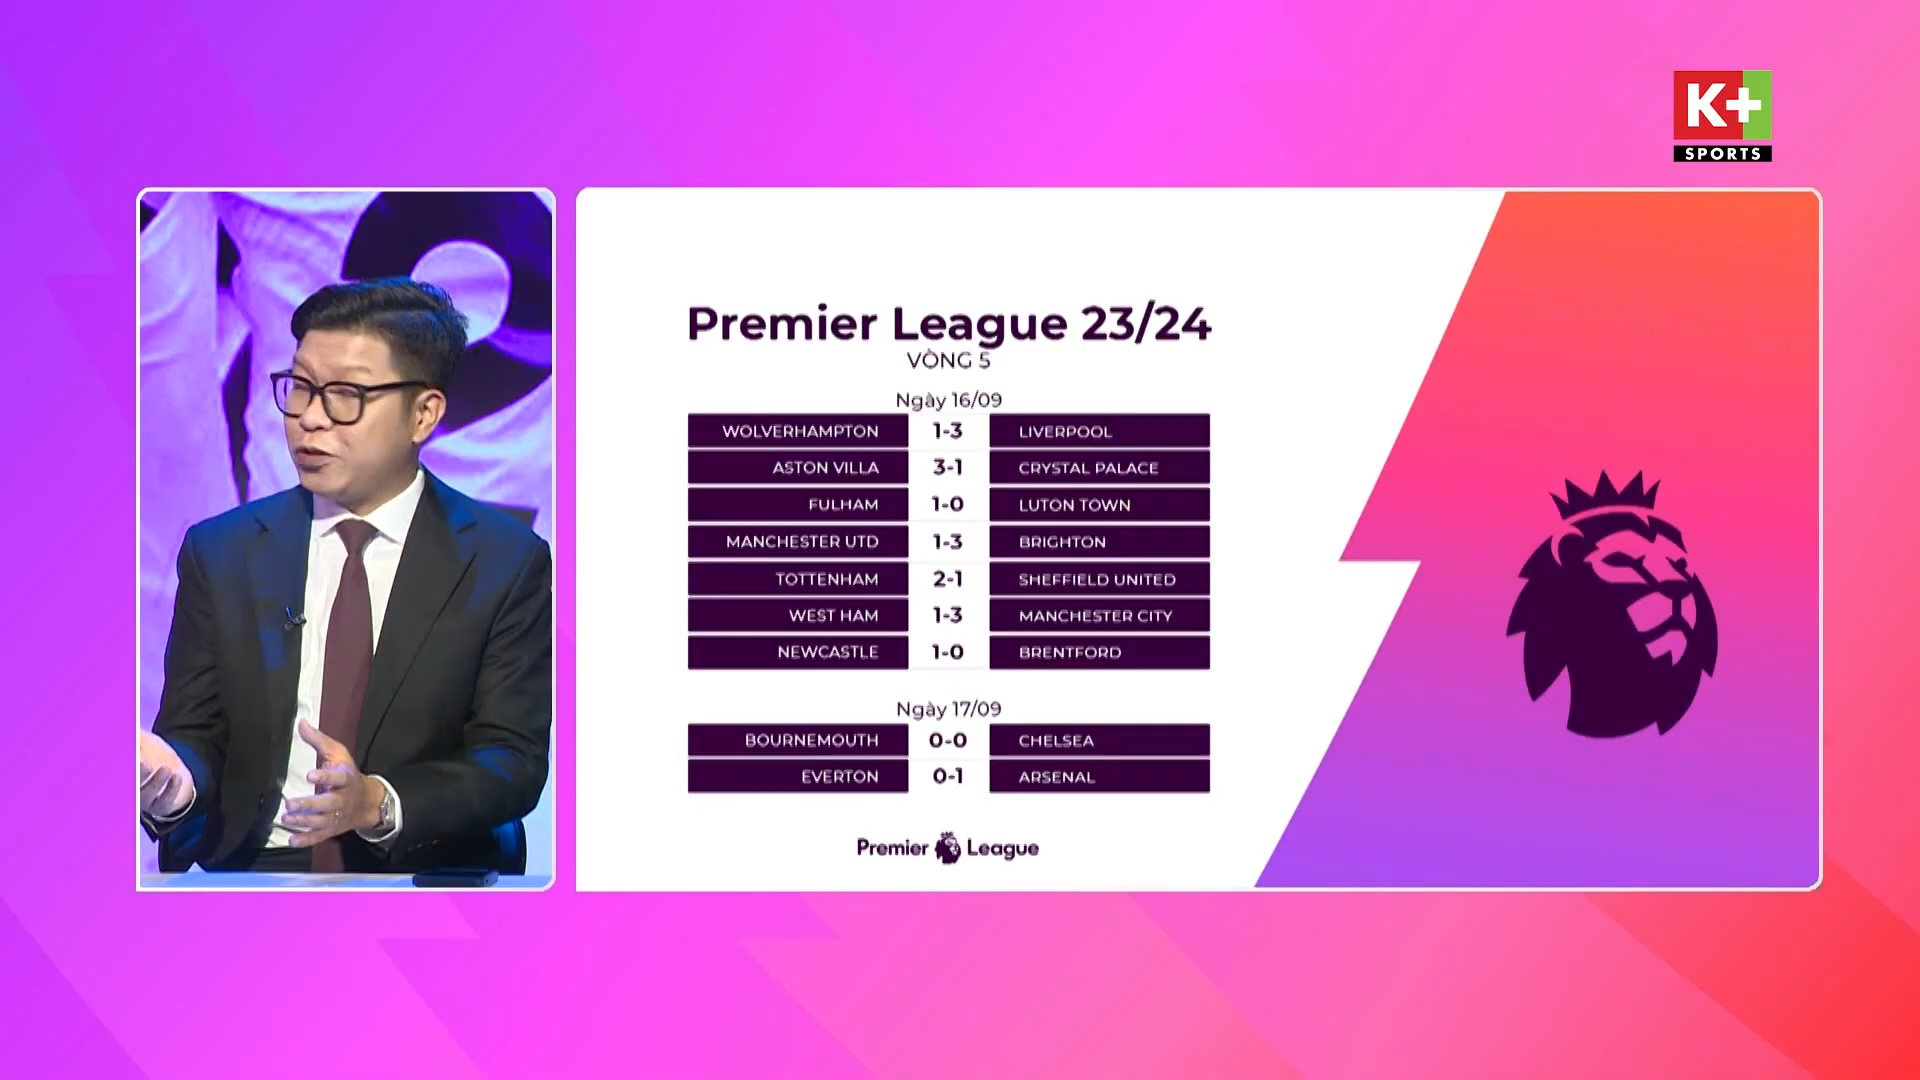 K+
SPORTS
Premier League 23/24
VÒNG 5
Ngày 16/09
WOLVERHAMPTON 1-3 LIVERPOOL
ASTON VILLA 3-1 CRYSTAL PALACE
FULHAM 1-0 LUTON TOWN
MANCHESTER UTD 1-3 BRIGHTON
TOTTENHAM 2-1 SHEFFIELD UNITED
WEST HAM 1-3 MANCHESTER CITY
NEWCASTLE 1-0 BRENTFORD
Ngày 17/09
BOURNEMOUTH 0-0 CHELSEA
EVERTON 0-1 ARSENAL
Premier League